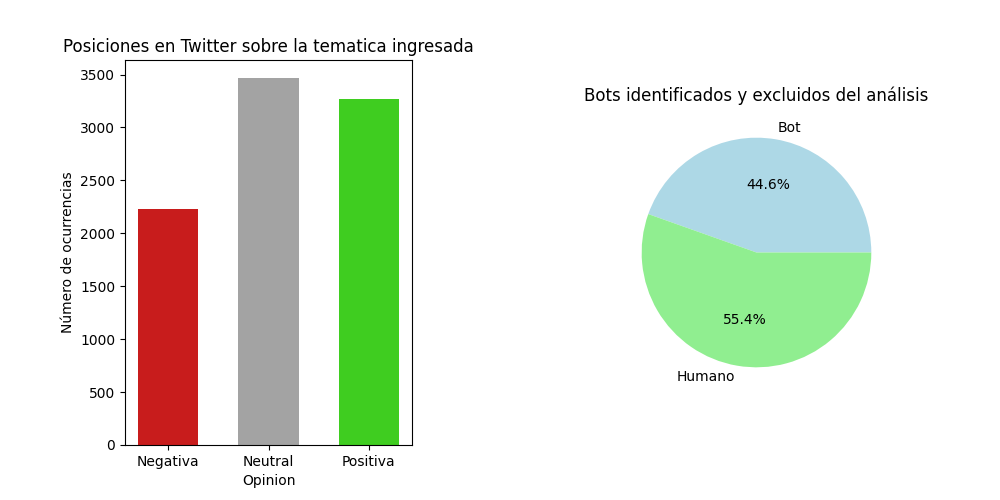 Posiciones en Twitter sobre la tematica ingresada
Número de ocurrencias
3500
3000
2500
2000
1500
1000
500
0
Negativa
Neutral
Positiva
Opinion
Bots identificados y excluidos del análisis
Bot
44.6%
55.4%
Humano